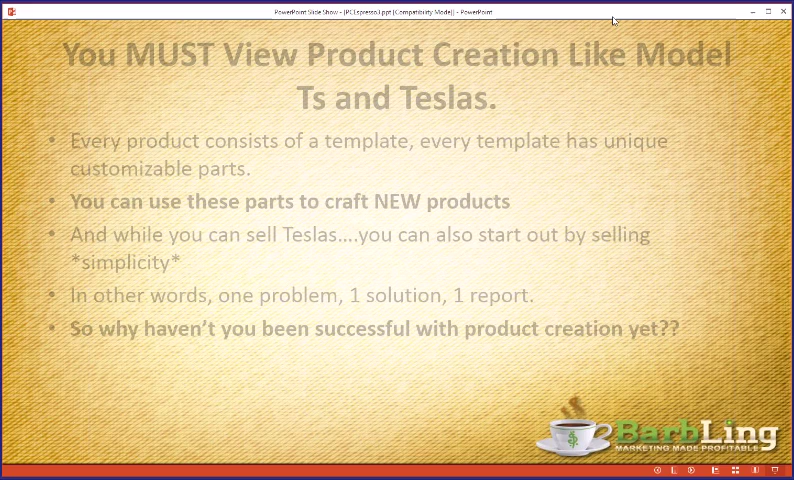 PowerPoint Slide Show - [PCEspresso3.ppt [Compatibility Mode]] - PowerPoint
You MUST View Product Creation Like Model
Ts and Teslas.
• Every product consists of a template, every template has unique
customizable parts.
• You can use these parts to craft NEW products
• And while you can sell Teslas....you can also start out by selling
*simplicity*
• In other words, one problem, 1 solution, 1 report.
• So why haven't you been successful with product creation yet??
$
BarbLing
MARKETING MADE PROFITABLE